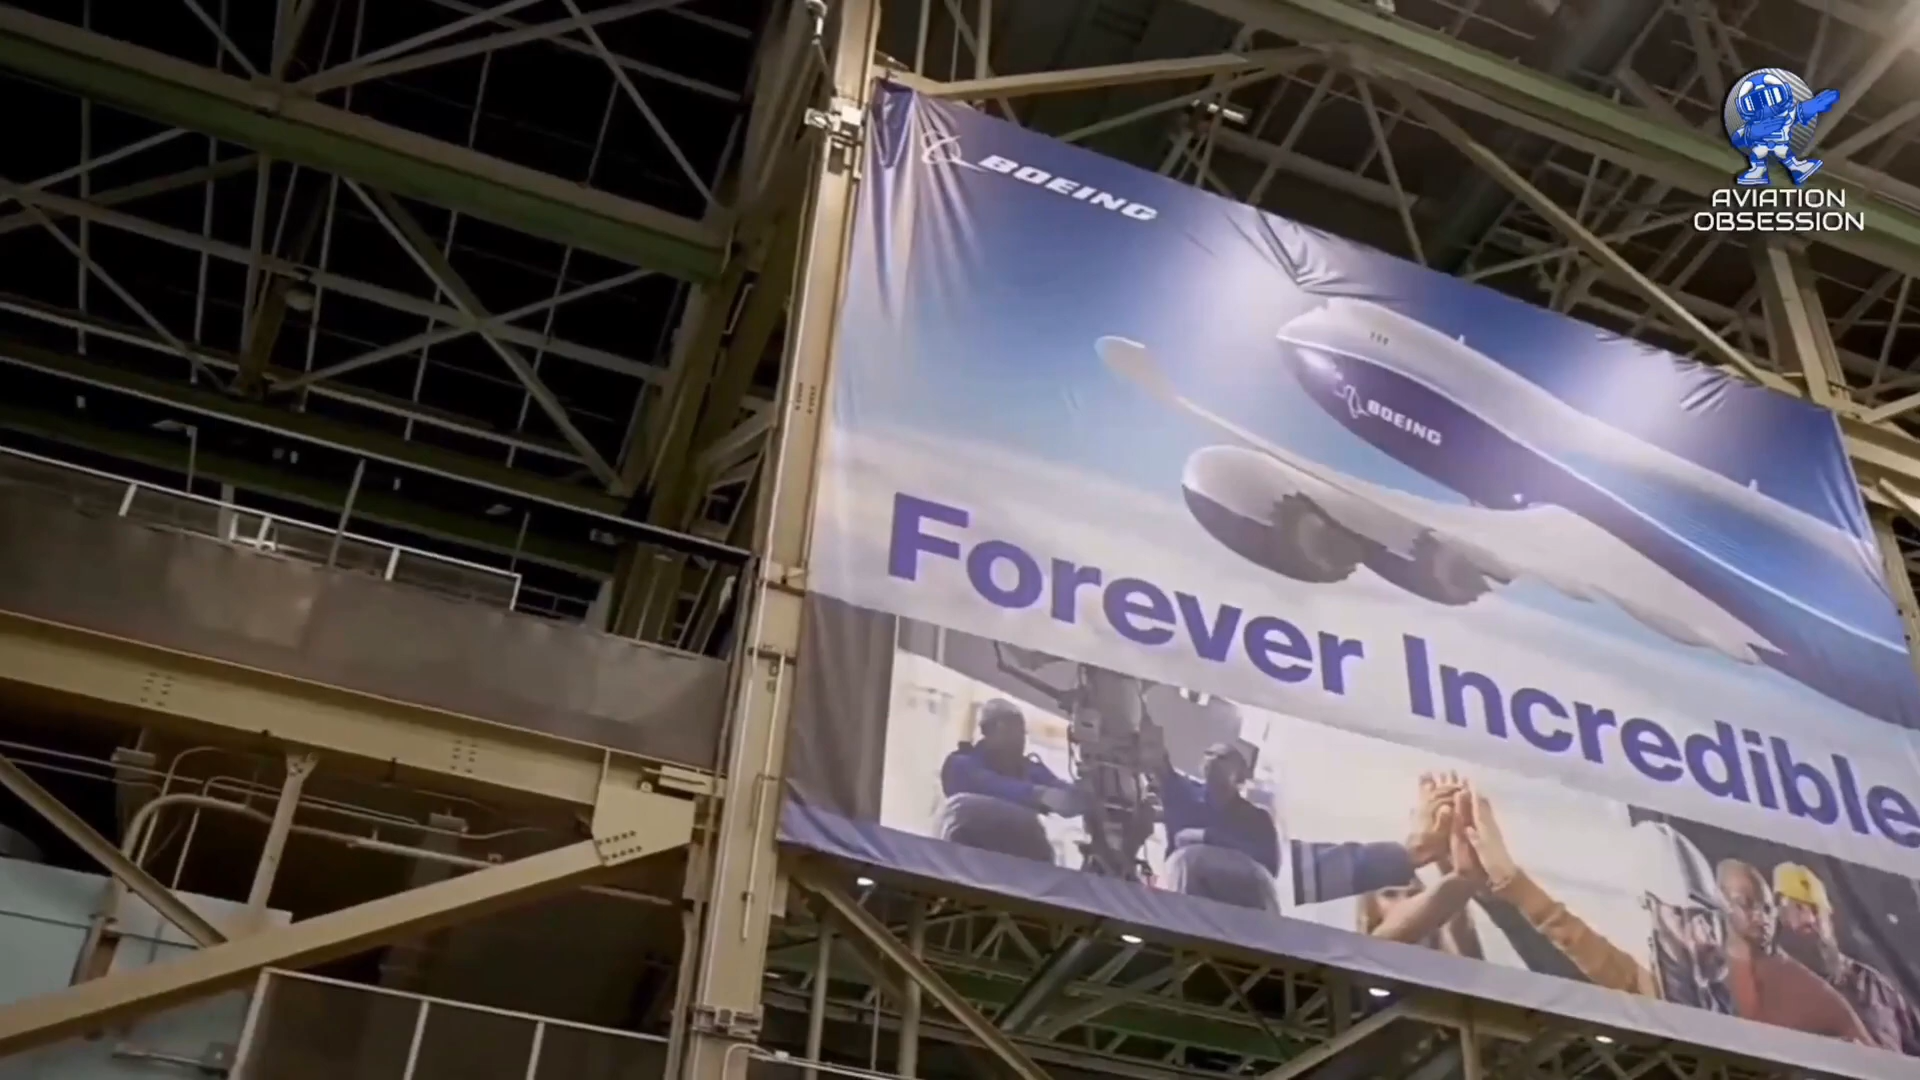 BOEING
AVIATION
OBSESSION
BOEING
Forever Incredible